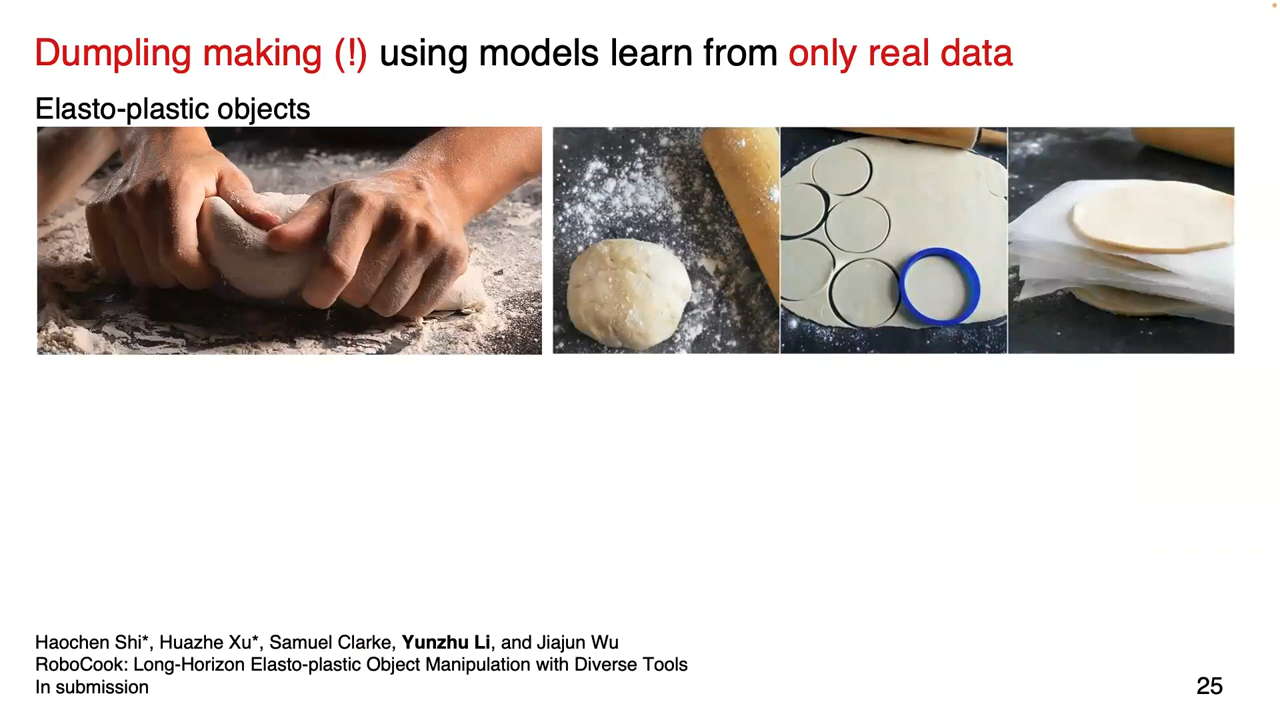 Dumpling making (!) using models learn from only real data
Elasto-plastic objects
Haochen Shi*, Huazhe Xu*, Samuel Clarke, Yunzhu Li, and Jiajun Wu
RoboCook: Long-Horizon Elasto-plastic Object Manipulation with Diverse Tools
In submission
25